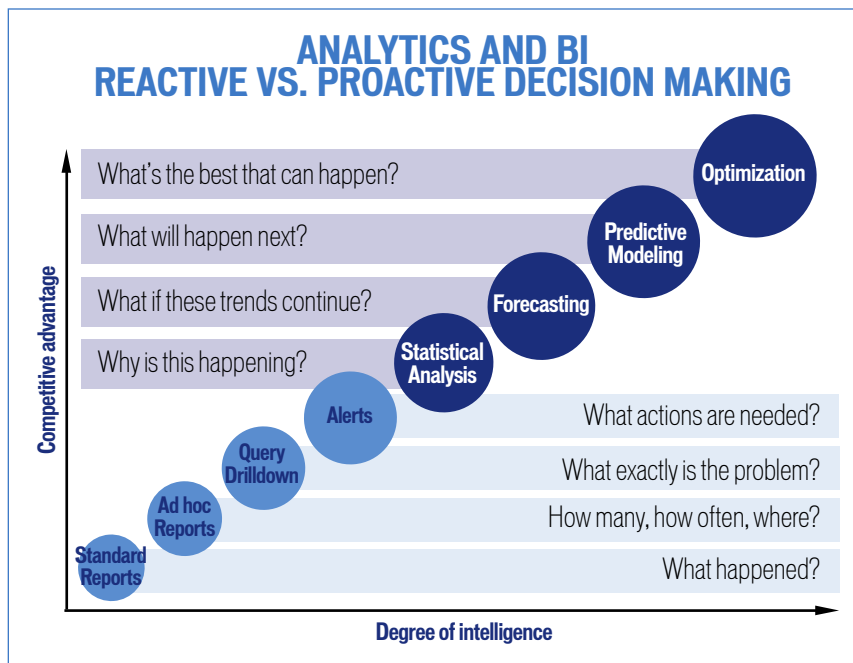 ANALYTICS AND BI
REACTIVE VS. PROACTIVE DECISION MAKING
Competitive advantage
What’s the best that can happen?
Optimization
What will happen next?
Predictive
Modeling
What if these trends continue?
Forecasting
Why is this happening?
Statistical
Analysis
Alerts
What actions are needed?
Query
Drilldown
What exactly is the problem?
Ad hoc
Reports
How many, how often, where?
Standard
Reports
What happened?
Degree of intelligence